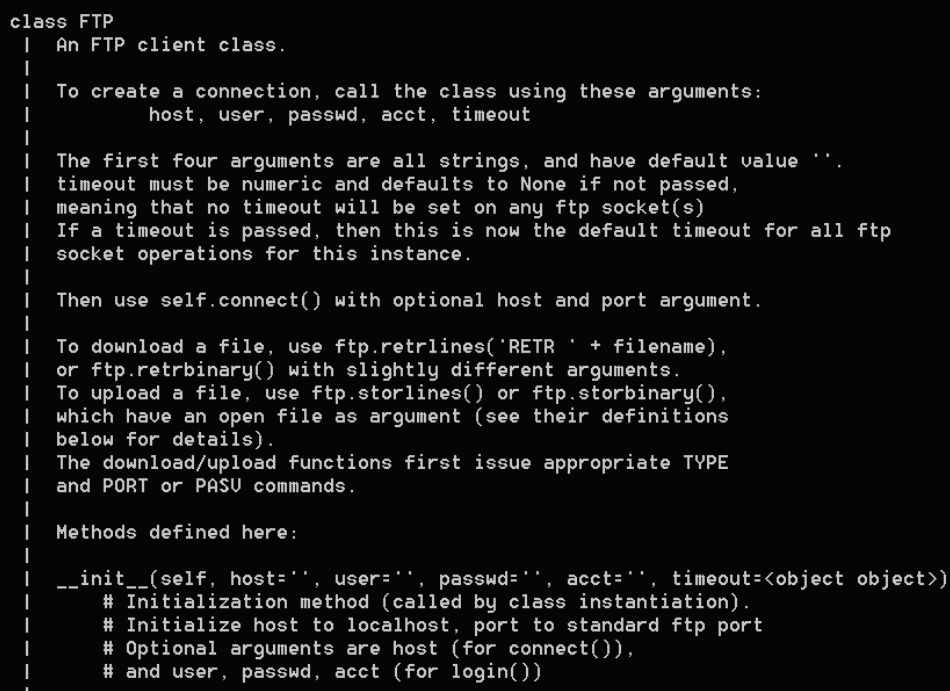 class FTP
 |  An FTP client class.
 |
 |  To create a connection, call the class using these arguments:
 |          host, user, passwd, acct, timeout
 |
 |  The first four arguments are all strings, and have default value ''.
 |  timeout must be numeric and defaults to None if not passed,
 |  meaning that no timeout will be set on any ftp socket(s)
 |  If a timeout is passed, then this is now the default timeout for all ftp
 |  socket operations for this instance.
 |
 |  Then use self.connect() with optional host and port argument.
 |
 |  To download a file, use ftp.retrlines('RETR ' + filename),
 |  or ftp.retrbinary() with slightly different arguments.
 |  To upload a file, use ftp.storlines() or ftp.storbinary(),
 |  which have an open file as argument (see their definitions
 |  below for details).
 |  The download/upload functions first issue appropriate TYPE
 |  and PORT or PASV commands.
 |
 |  Methods defined here:
 |
 |  __init__(self, host='', user='', passwd='', acct='', timeout=<object object>)
 |      # Initialization method (called by class instantiation).
 |      # Initialize host to localhost, port to standard ftp port
 |      # Optional arguments are host (for connect()),
 |      # and user, passwd, acct (for login())
 |